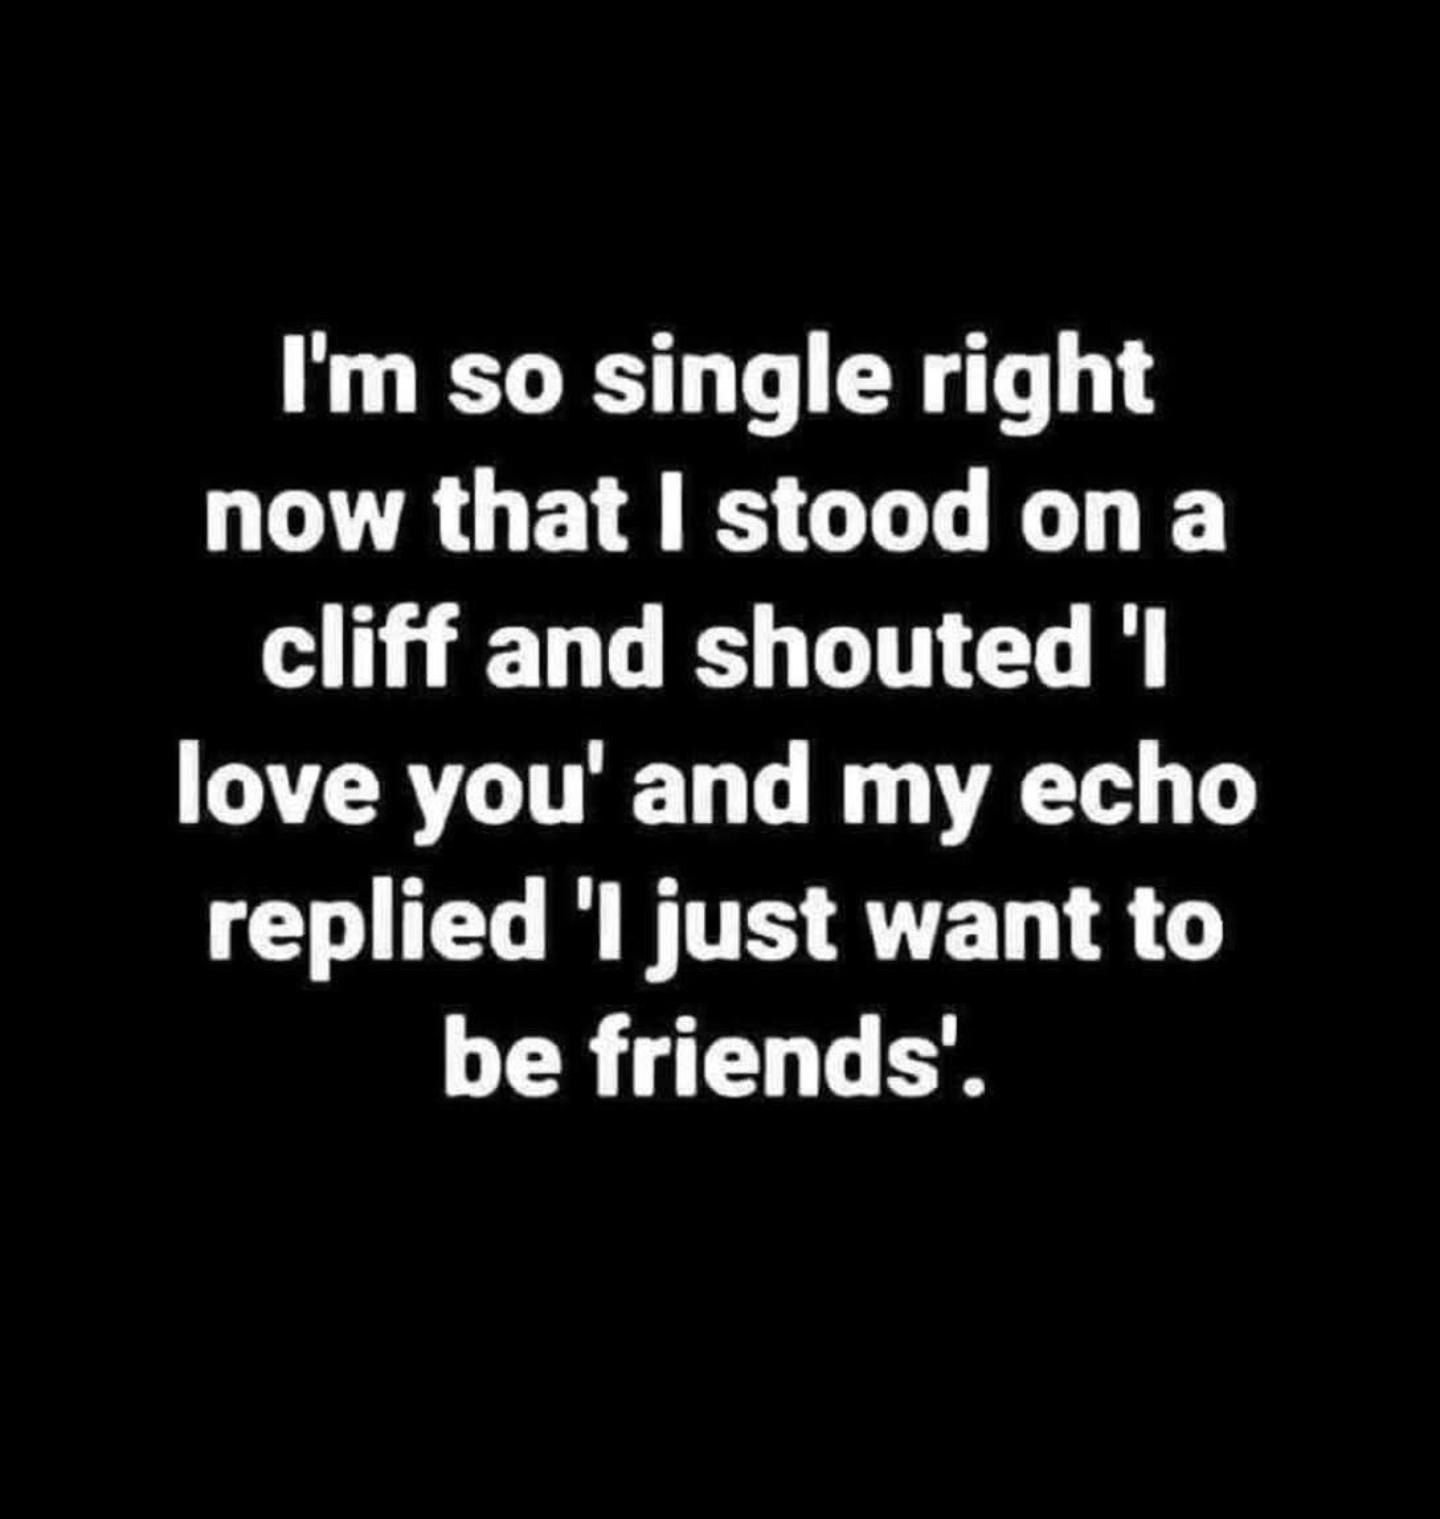 I'm so single right
now that I stood on a
cliff and shouted 'I
love you' and my echo
replied 'I just want to
be friends'.